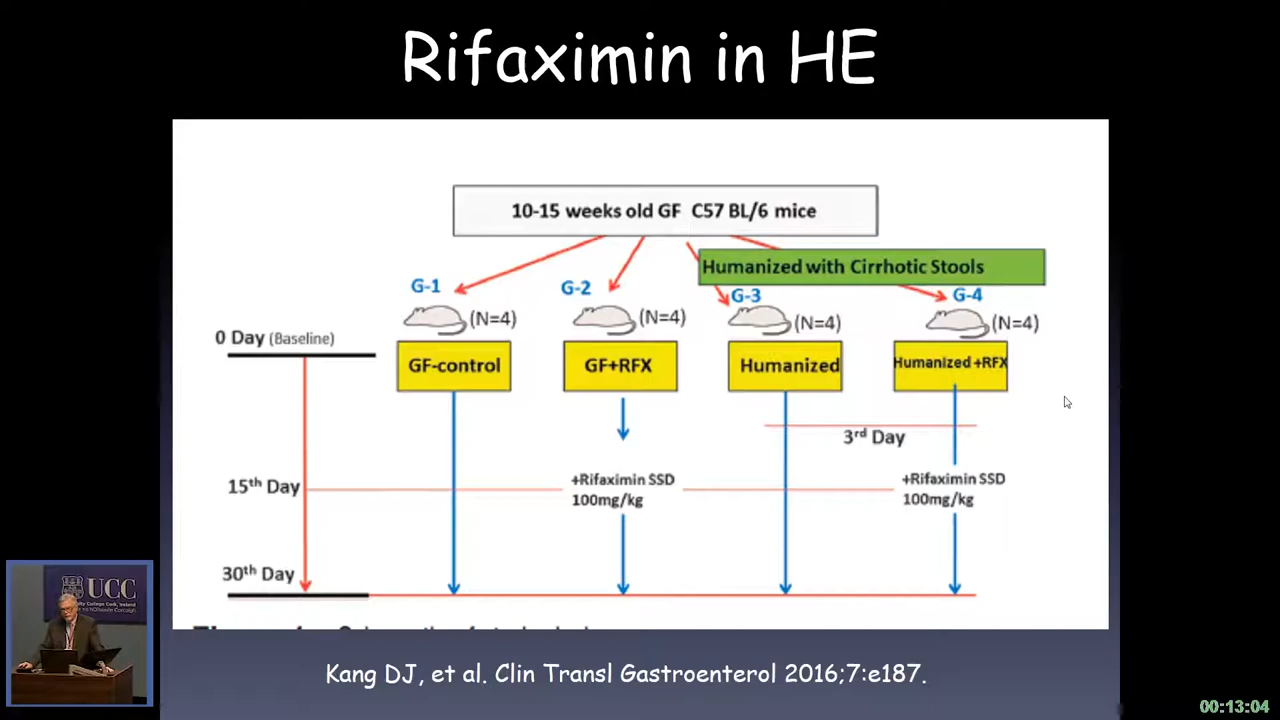 Rifaximin in HE
10-15 weeks old GF C57 BL/6 mice
Humanized with Cirrhotic Stools
G-1
G-2
G-3
G-4
(N=4)
(N=4)
(N=4)
(N=4)
0 Day (Baseline)
GF-control
GF+RFX
Humanized
Humanized +RFX
3rd Day
15th Day
+Rifaximin SSD
100mg/kg
+Rifaximin SSD
100mg/kg
30th Day
UCC
Kang DJ, et al. Clin Transl Gastroenterol 2016;7:e187.
00:13:04